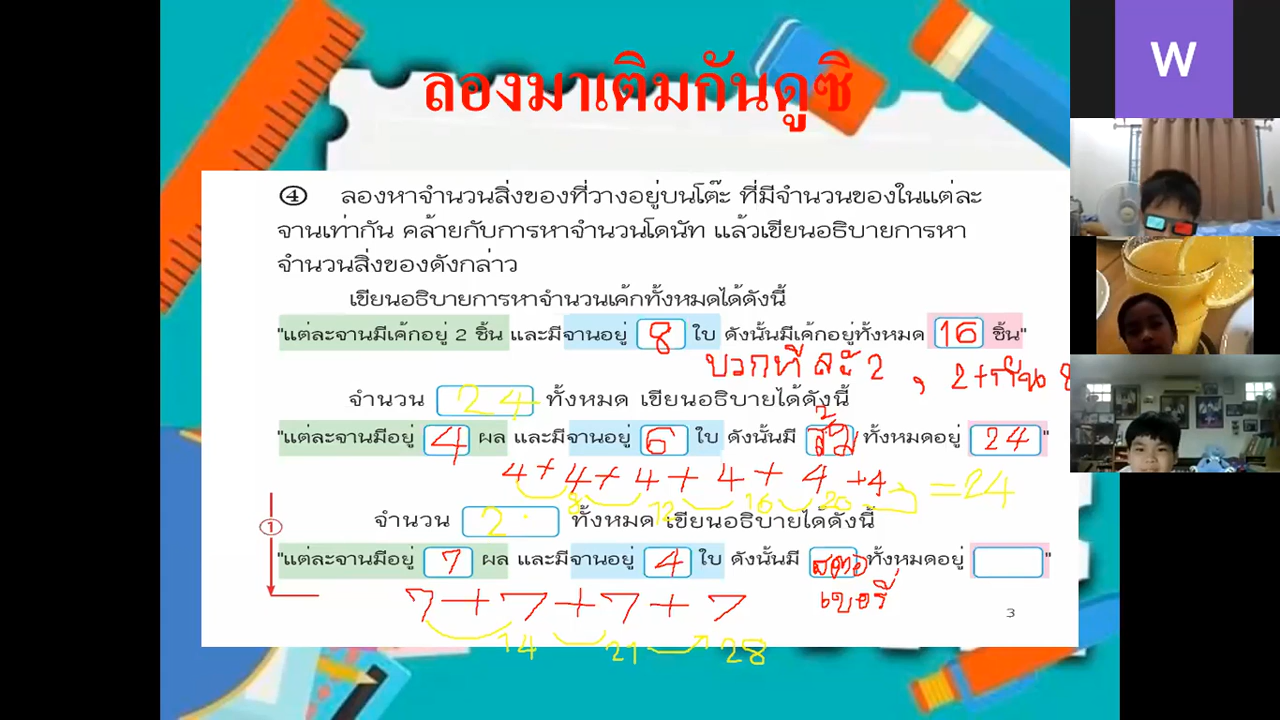 ลองมาเติมกันดูซิ
W
④ ลองหาจำนวนสิ่งของที่วางอยู่บนโต๊ะ ที่มีจำนวนของในแต่ละ
จานเท่ากัน คล้ายกับการหาจำนวนโดนัท แล้วเขียนอธิบายการหา
จำนวนสิ่งของดังกล่าว
เขียนอธิบายการหาจำนวนเค้กทั้งหมดได้ดังนี้
"แต่ละจานมีเค้กอยู่ 2 ชิ้น และมีจานอยู่ 8 ใบ ดังนั้นมีเค้กอยู่ทั้งหมด 16 ชิ้น"
บวกทีละ 2 , 2+กัน 8
จำนวน 24 ทั้งหมด เขียนอธิบายได้ดังนี้
"แต่ละจานมีอยู่ 4 ผล และมีจานอยู่ 6 ใบ ดังนั้นมี ส้ม ทั้งหมดอยู่ 24"
4+4+4+4+4+4 =24
8 12 16 20
จำนวน 2 ทั้งหมด เขียนอธิบายได้ดังนี้
①
"แต่ละจานมีอยู่ 7 ผล และมีจานอยู่ 4 ใบ ดังนั้นมี สตอ ทั้งหมดอยู่ "
เบอรี่
7+7+7+7
3
14 21 28